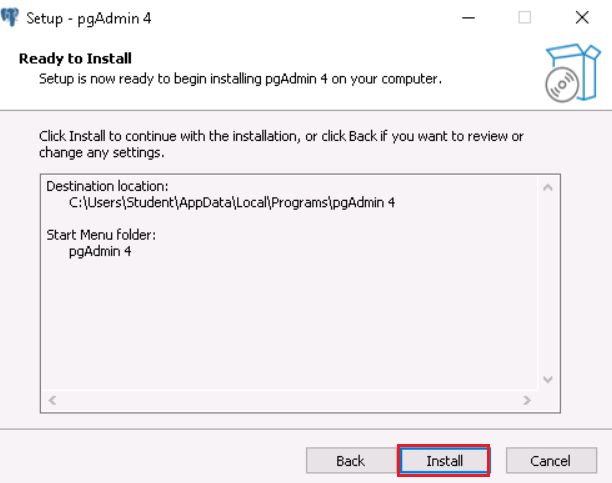 Setup - pgAdmin 4
Ready to Install
Setup is now ready to begin installing pgAdmin 4 on your computer.
Click Install to continue with the installation, or click Back if you want to review or
change any settings.
Destination location:
C:\Users\Student\AppData\Local\Programs\pgAdmin 4
Start Menu folder:
pgAdmin 4
Back
Install
Cancel